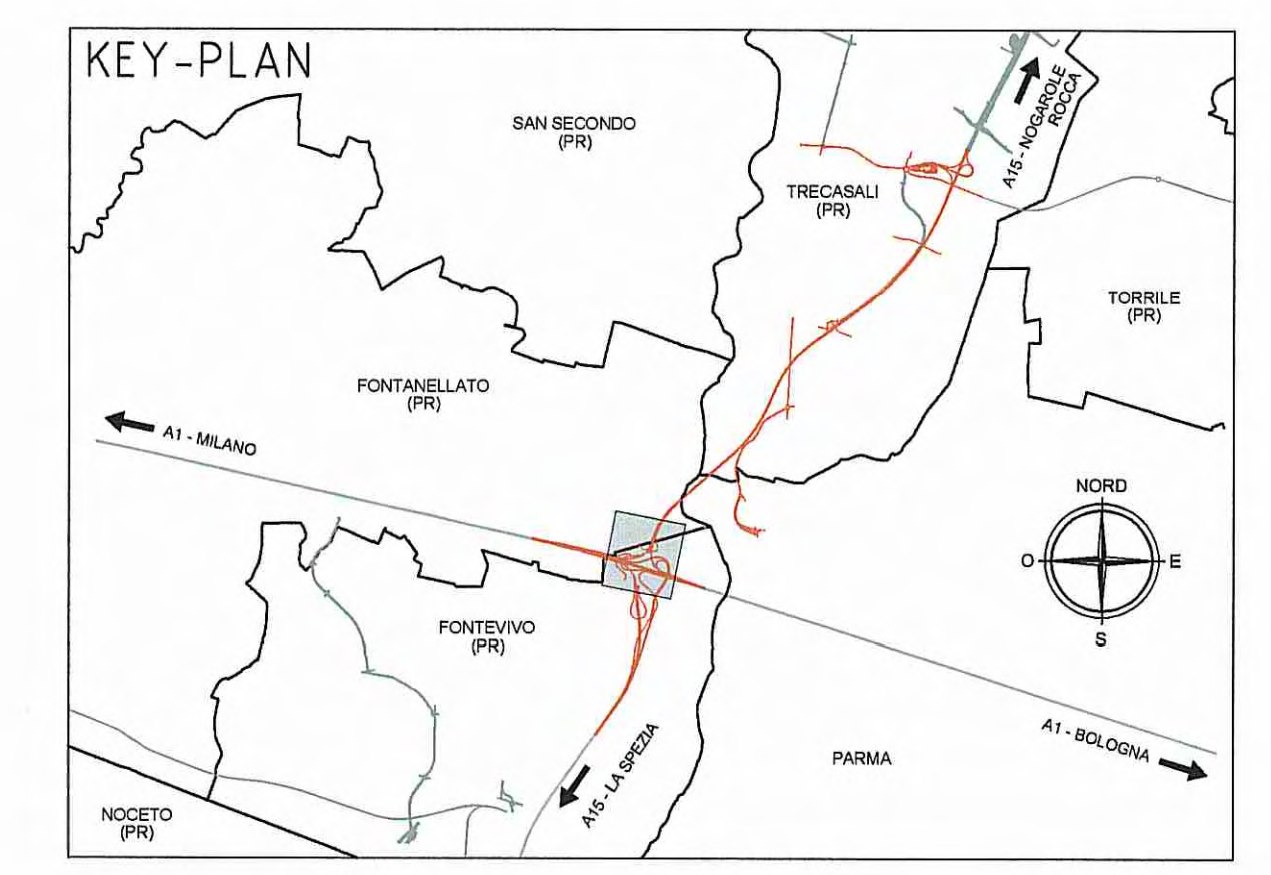 KEY-PLAN
SAN SECONDO
(PR)
A15 - NOGAROLE
ROCCA
TRECASALI
(PR)
TORRILE
(PR)
FONTANELLATO
(PR)
A1 - MILANO
NORD
O
E
S
FONTEVIVO
(PR)
A15 - LA SPEZIA
A1 - BOLOGNA
PARMA
NOCETO
(PR)